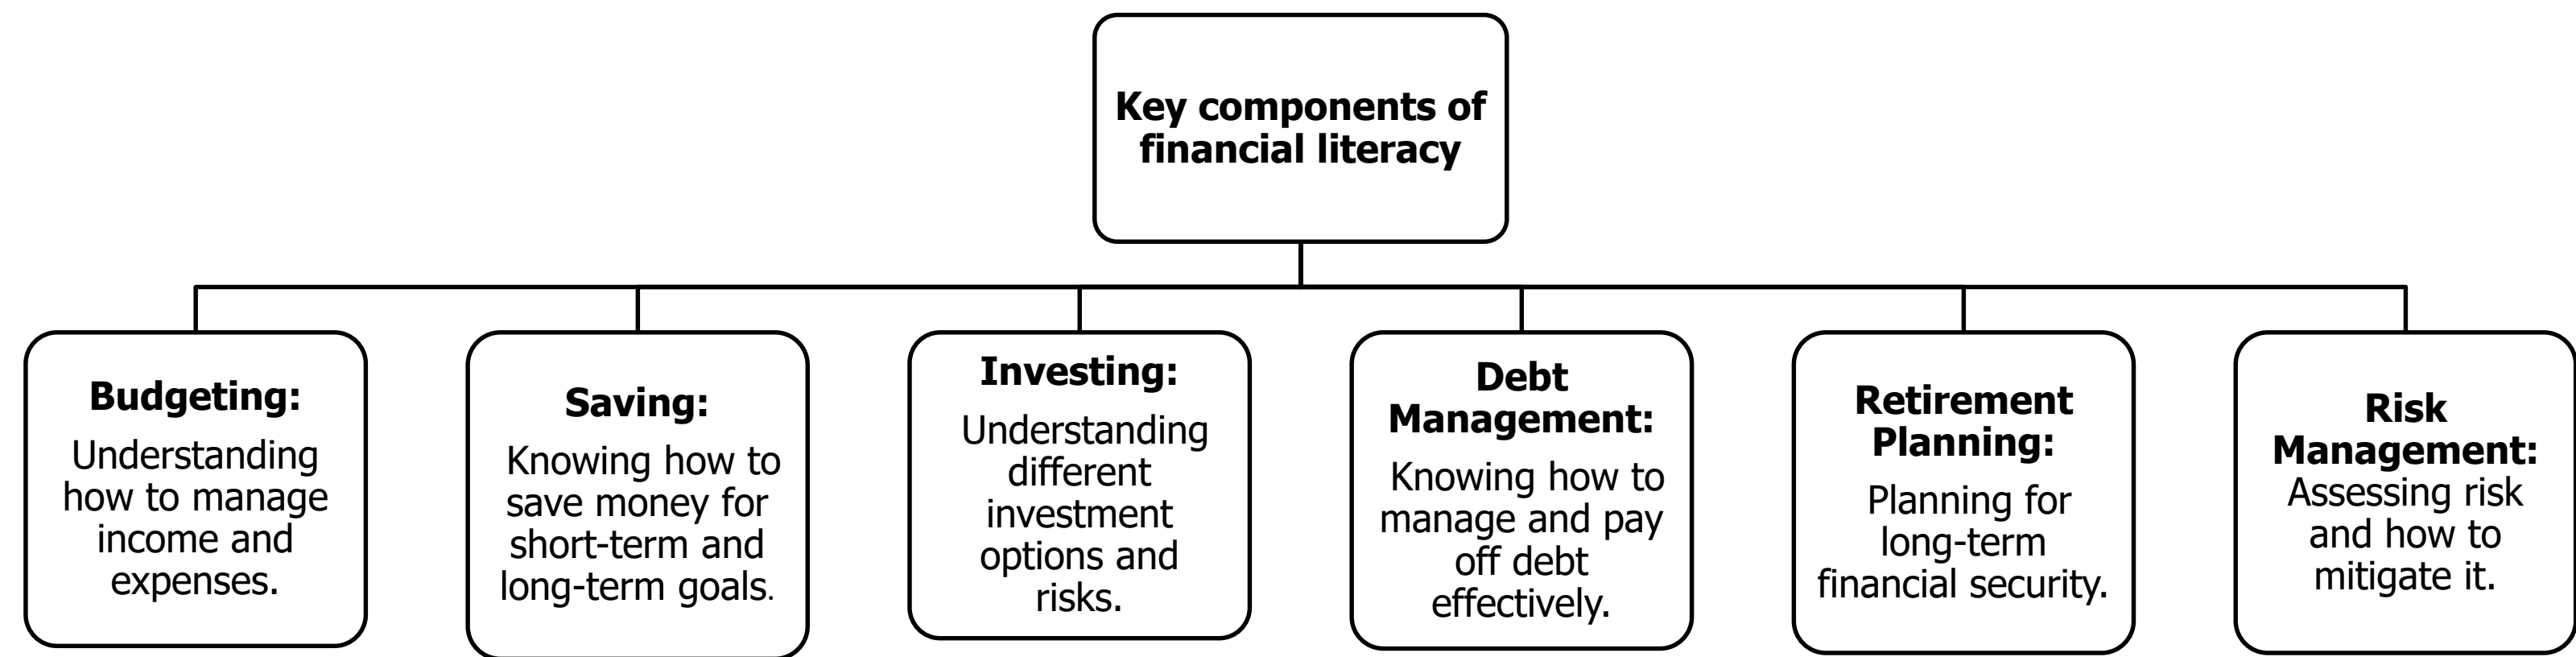 Key components of
financial literacy
Budgeting:
Understanding
how to manage
income and
expenses.
Saving:
Knowing how to
save money for
short-term and
long-term goals.
Investing:
Understanding
different
investment
options and
risks.
Debt
Management:
Knowing how to
manage and pay
off debt
effectively.
Retirement
Planning:
Planning for
long-term
financial security.
Risk
Management:
Assessing risk
and how to
mitigate it.